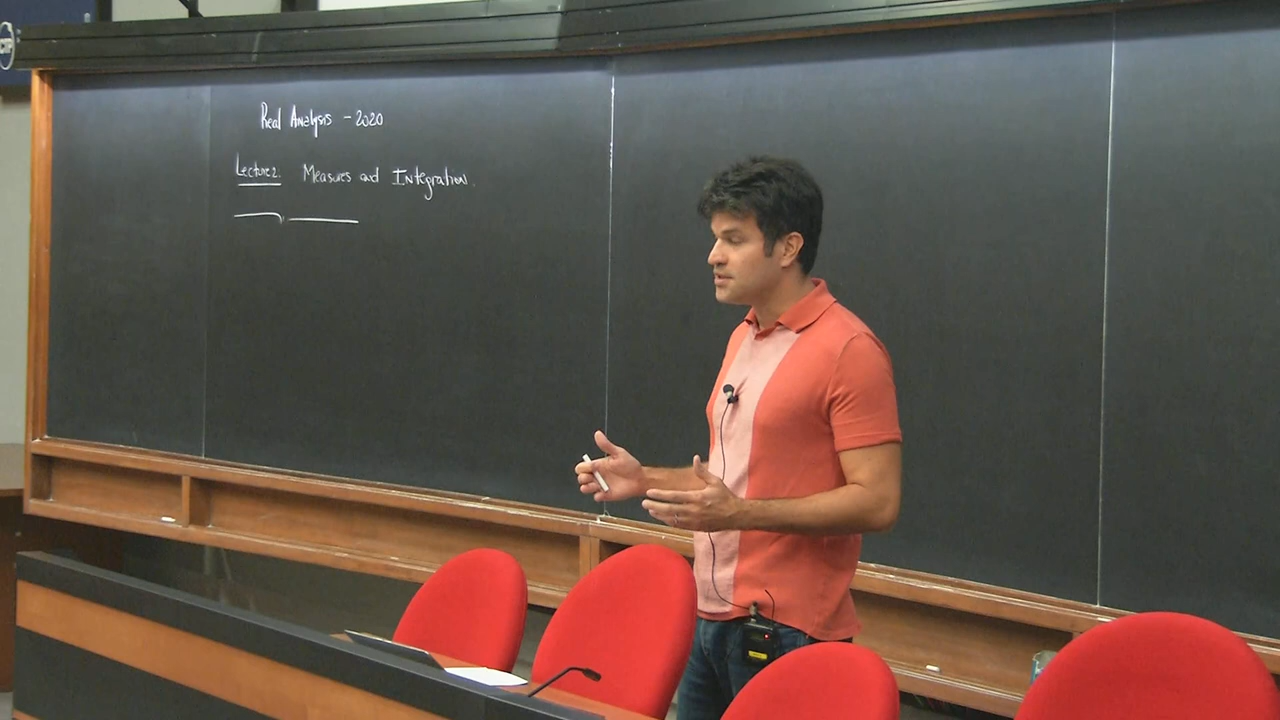 Real Analysis - 2020
Lecture 2. Measures and Integration.